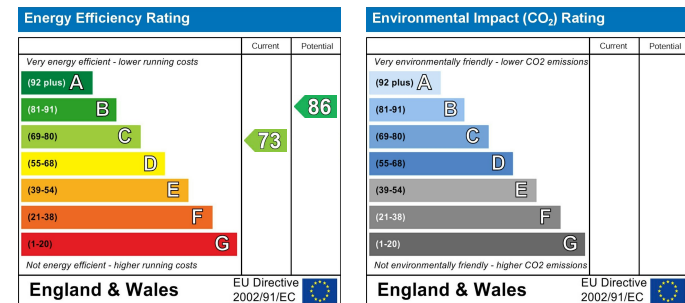 Energy Efficiency Rating
Current Potential
Very energy efficient - lower running costs
(92 plus) A
(81-91) B
86
(69-80) C
73
(55-68) D
(39-54) E
(21-38) F
(1-20) G
Not energy efficient - higher running costs
England & Wales
EU Directive
2002/91/EC
Environmental Impact (CO₂) Rating
Current Potential
Very environmentally friendly - lower CO2 emissions
(92 plus) A
(81-91) B
(69-80) C
(55-68) D
(39-54) E
(21-38) F
(1-20) G
Not environmentally friendly - higher CO2 emissions
England & Wales
EU Directive
2002/91/EC